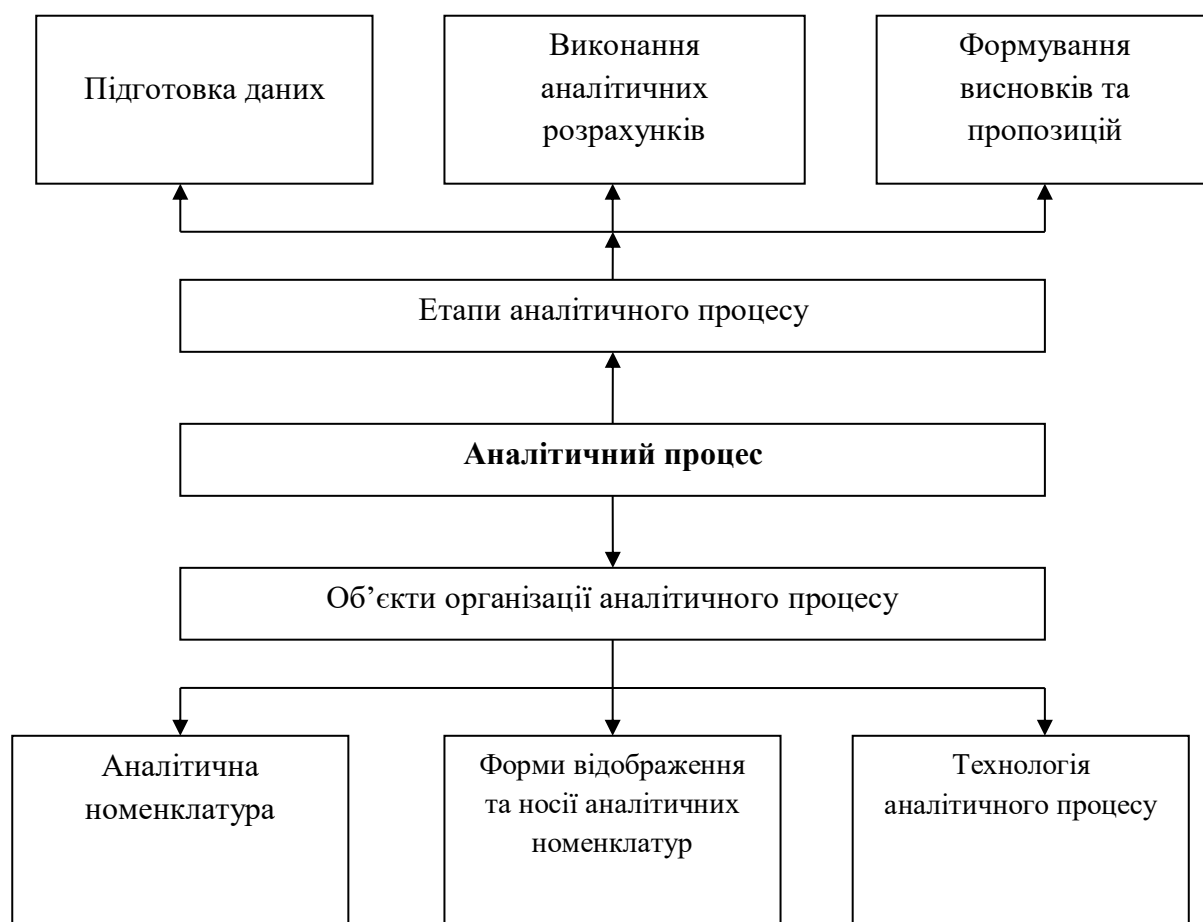 Підготовка даних
Виконання
аналітичних
розрахунків
Формування
висновків та
пропозицій
Етапи аналітичного процесу
Аналітичний процес
Об’єкти організації аналітичного процесу
Аналітична
номенклатура
Форми відображення
та носії аналітичних
номенклатур
Технологія
аналітичного процесу